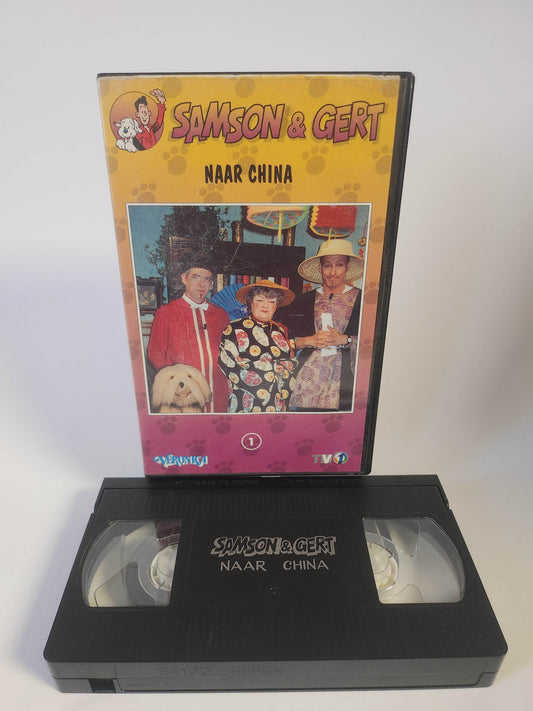 SAMSON & GERT
NAAR CHINA
1
VERONICA
TV1
SAMSON & GERT
NAAR CHINA